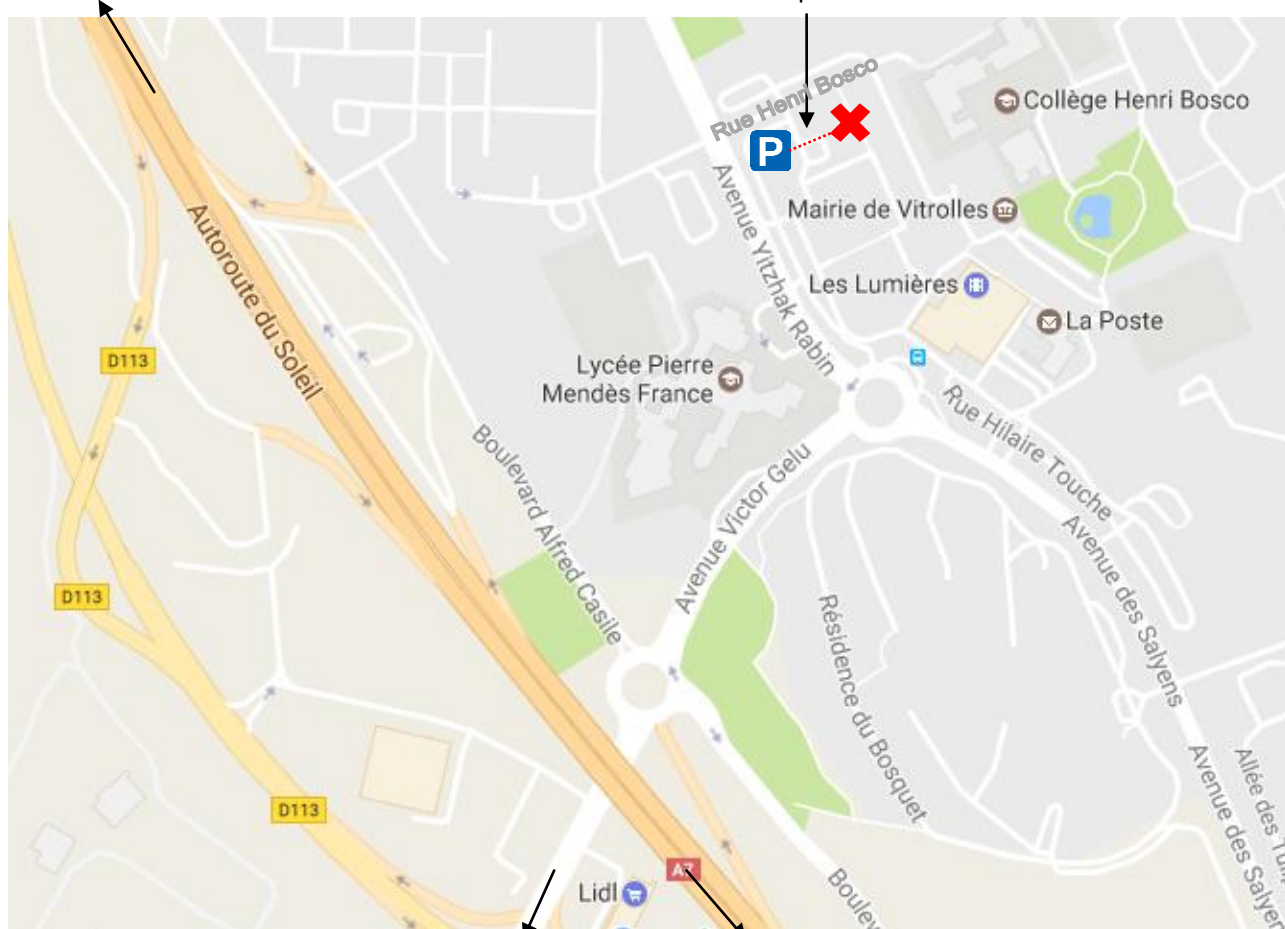 Rue Henri Bosco
P
Collège Henri Bosco
Mairie de Vitrolles
Avenue Yitzhak Rabin
Les Lumières
La Poste
Autoroute du Soleil
D113
Lycée Pierre
Mendès France
Rue Hilaire Touche
Boulevard Alfred Casile
Avenue Victor Gelu
Avenue des Salyens
D113
Résidence du Bosquet
Avenue des Salyens
Allée des
D113
A7
Lidl